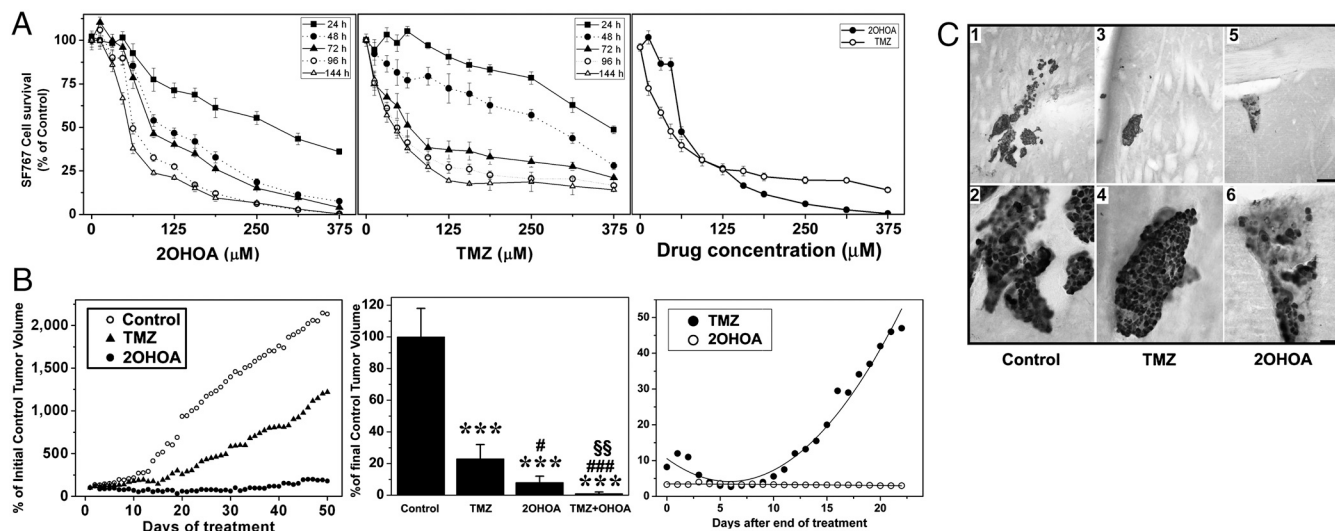 A
SF767 Cell survival
(% of Control)
100
75
50
25
0
24 h
48 h
72 h
96 h
144 h
0 125 250 375
2OHOA (µM)
24 h
48 h
72 h
96 h
144 h
0 125 250 375
TMZ (µM)
2OHOA
TMZ
0 125 250 375
Drug concentration (µM)
B
% of Initial Control Tumor Volume
2,000
1,500
1,000
500
0
Control
TMZ
2OHOA
0 10 20 30 40 50
Days of treatment
%of final Control Tumor Volume
120
100
80
60
40
20
0
***
#
***
§§
###
***
Control TMZ 2OHOA TMZ+OHOA
50
40
30
20
10
0
TMZ
2OHOA
0 5 10 15 20
Days after end of treatment
C
1 3 5
2 4 6
Control TMZ 2OHOA